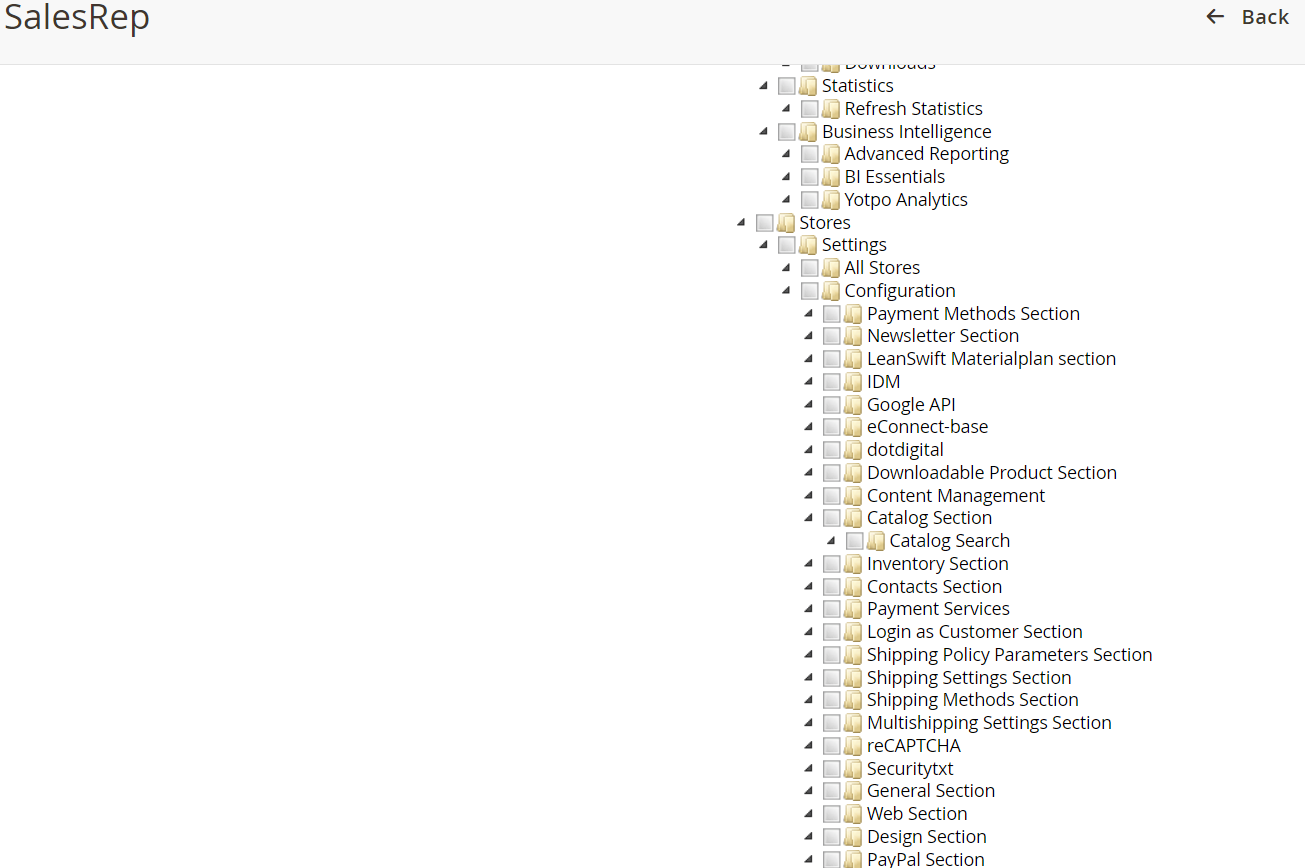 SalesRep
Back
Downloads
Statistics
Refresh Statistics
Business Intelligence
Advanced Reporting
BI Essentials
Yotpo Analytics
Stores
Settings
All Stores
Configuration
Payment Methods Section
Newsletter Section
LeanSwift Materialplan section
IDM
Google API
eConnect-base
dotdigital
Downloadable Product Section
Content Management
Catalog Section
Catalog Search
Inventory Section
Contacts Section
Payment Services
Login as Customer Section
Shipping Policy Parameters Section
Shipping Settings Section
Shipping Methods Section
Multishipping Settings Section
reCAPTCHA
Securitytxt
General Section
Web Section
Design Section
PayPal Section